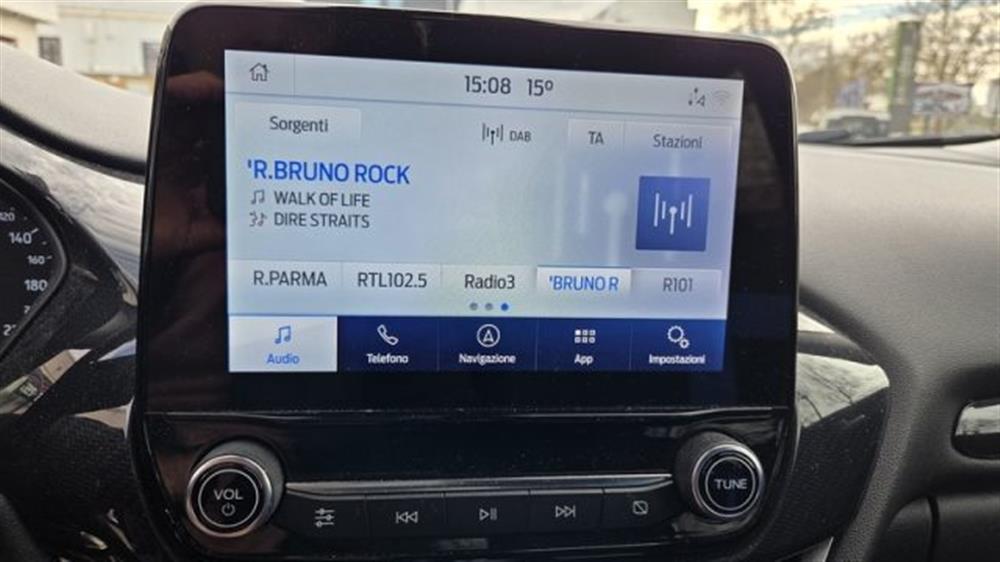 15:08 15°
Sorgenti
DAB
TA
Stazioni
'R.BRUNO ROCK
WALK OF LIFE
DIRE STRAITS
R.PARMA RTL102.5 Radio3 'BRUNO R R101
Audio Telefono Navigazione App Impostazioni
VOL
TUNE
120
140
160
180